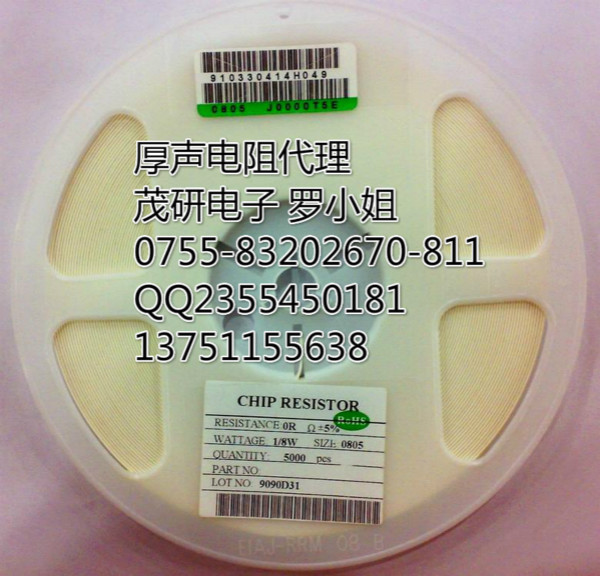 910330414H049
0805 J0000T5E
厚声电阻代理
茂研电子 罗小姐
0755-83202670-811
QQ2355450181
13751155638
CHIP RESISTOR
RESISTANCE 0R Ω ±5%
RoHS
WATTAGE. 1/8W SIZE: 0805
QUANTITY: 5000 pcs
PART NO:
LOT NO 9090D31
08 B